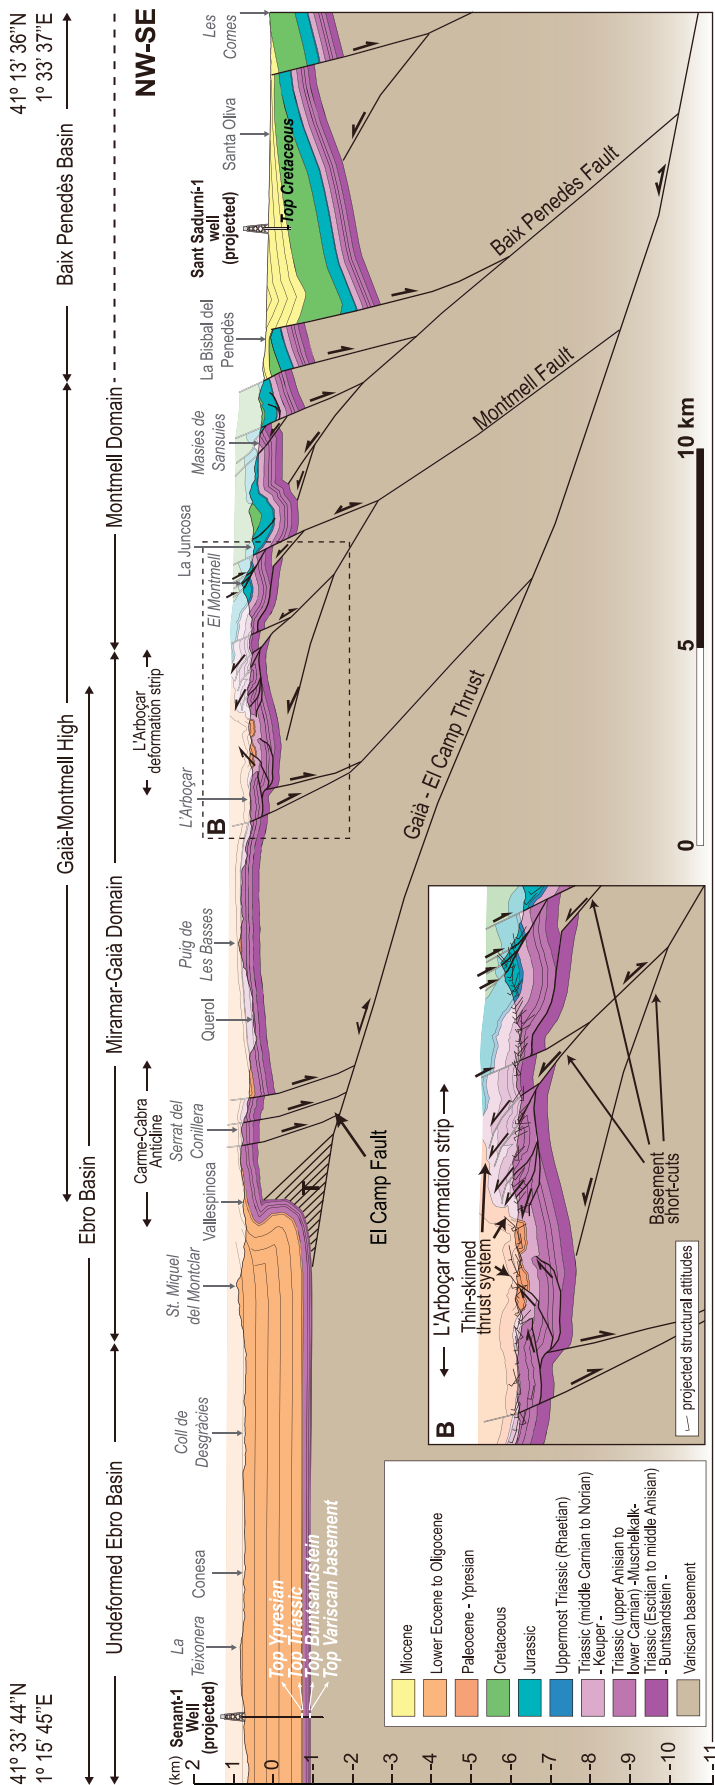 41º 33' 44"N
1º 15' 45"E
41º 13' 36"N
1º 33' 37"E
NW-SE
Ebro Basin
Gaià-Montmell High
Baix Penedès Basin
Undeformed Ebro Basin
Miramar-Gaià Domain
Montmell Domain
Carme-Cabra
Anticline
L'Arboçar
deformation strip
Senant-1
Well
(projected)
La
Teixonera
Conesa
Coll de
Desgràcies
St. Miquel
del Montclar
Vallespinosa
Serrat del
Conillera
Querol
Puig de
Les Basses
L'Arboçar
El Montmell
La Juncosa
Masies de
Sansuies
La Bisbal del
Penedès
Sant Sadurní-1
well
(projected)
Santa Oliva
Les
Comes
(km)
2
1
0
-1
-2
-3
-4
-5
-6
-7
-8
-9
-10
-11
Top Ypresian
Top Triassic
Top Buntsandstein
Top Variscan basement
Top Cretaceous
T
El Camp Fault
Gaià - El Camp Thrust
Montmell Fault
Baix Penedès Fault
B
0
5
10 km
Miocene
Lower Eocene to Oligocene
Paleocene - Ypresian
Cretaceous
Jurassic
Uppermost Triassic (Rhaetian)
Triassic (middle Carnian to Norian)
- Keuper -
Triassic (upper Anisian to
lower Carnian) -Muschelkalk-
Triassic (Escitian to middle Anisian)
- Buntsandstein -
Variscan basement
B
L'Arboçar deformation strip
Thin-skinned
thrust system
Basement
short-cuts
projected structural attitudes